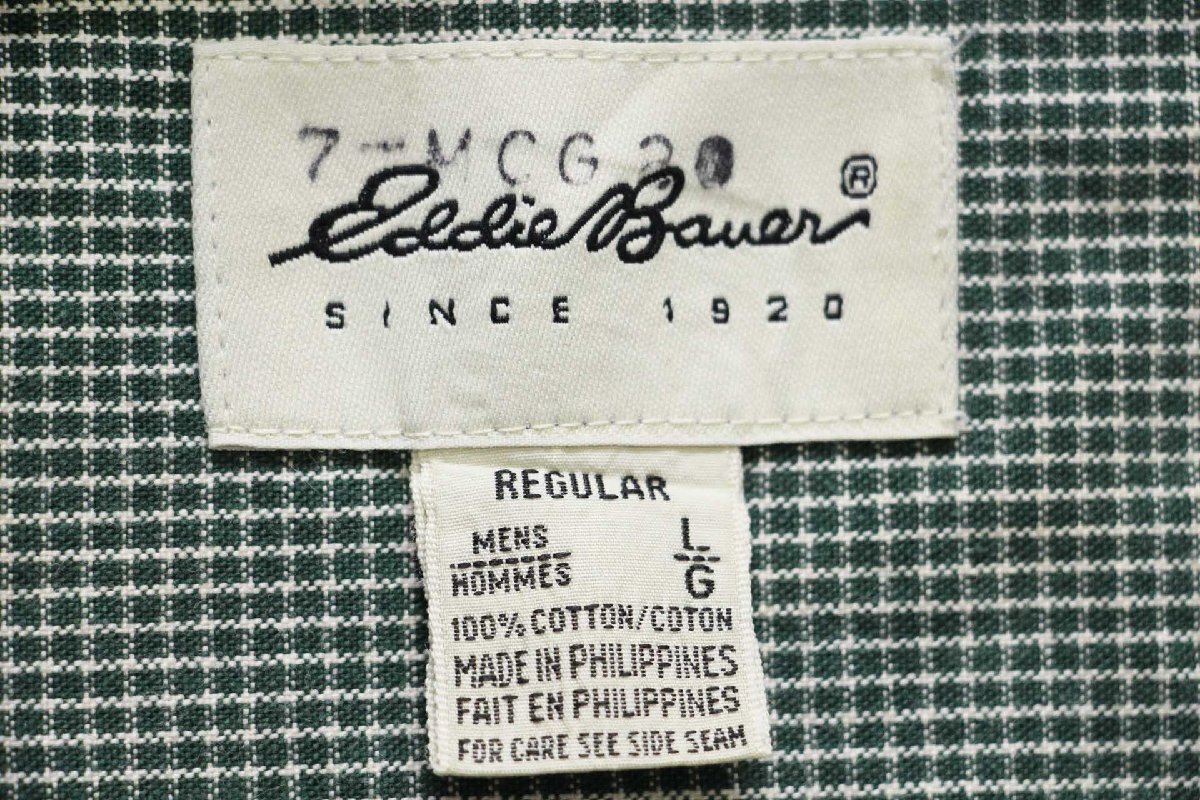 7-MCG20
Eddie Bauer®
SINCE 1920
REGULAR
MENS L
HOMMES G
100% COTTON/COTON
MADE IN PHILIPPINES
FAIT EN PHILIPPINES
FOR CARE SEE SIDE SEAM